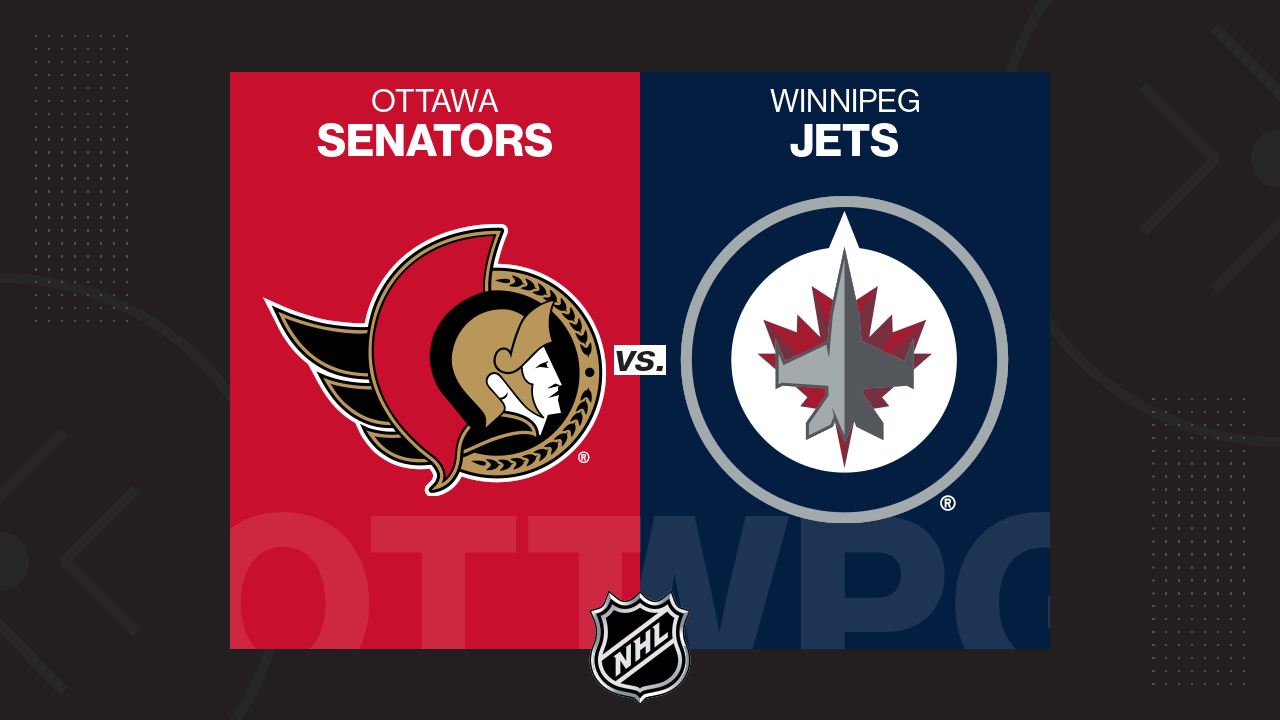 OTTAWA
SENATORS
WINNIPEG
JETS
vs.
®
®
OTT
WPG
NHL